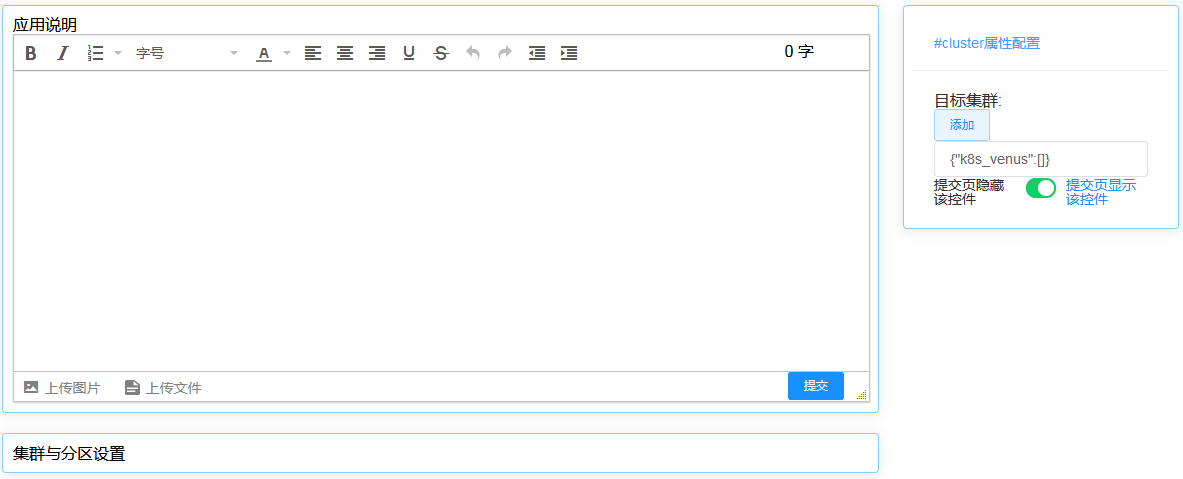 应用说明
B I 字号 A U S 0 字
上传图片 上传文件 提交
集群与分区设置
#cluster属性配置
目标集群:
添加
{"k8s_venus":[]}
提交页隐藏 提交页显示
该控件 该控件